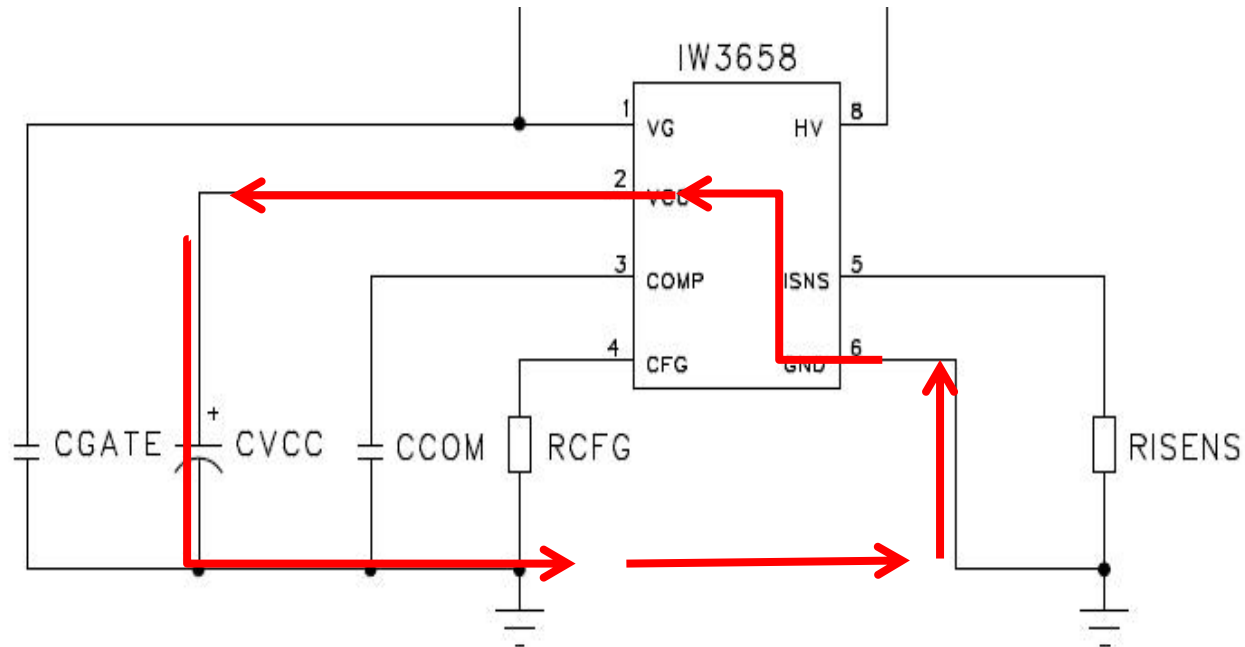 IW3658
1 VG HV 8
2 VCC
3 COMP ISNS 5
4 CFG GND 6
+
CGATE CVCC CCOM RCFG RISENS